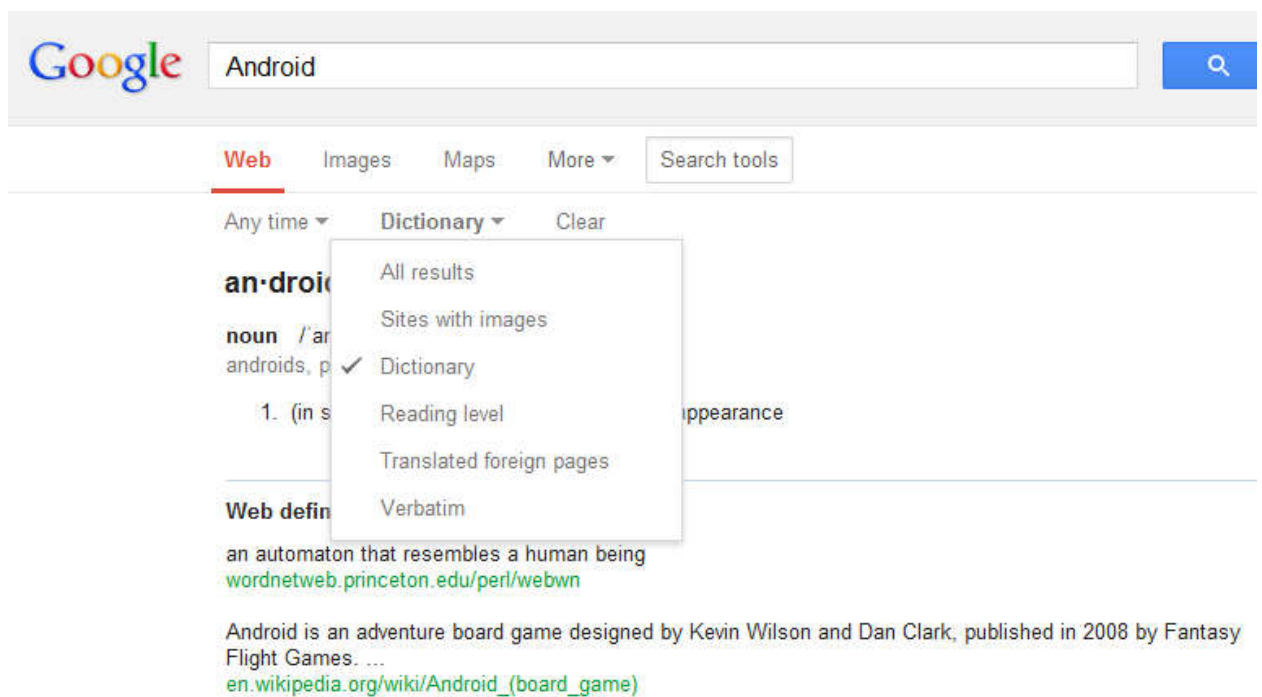 Google Android
Web Images Maps More Search tools
Any time Dictionary Clear
All results
an·droi
Sites with images
noun /ˈan
androids, p
Dictionary
Reading level
1. (in s
appearance
Translated foreign pages
Verbatim
Web defin
an automaton that resembles a human being
wordnetweb.princeton.edu/perl/webwn
Android is an adventure board game designed by Kevin Wilson and Dan Clark, published in 2008 by Fantasy
Flight Games. ...
en.wikipedia.org/wiki/Android_(board_game)